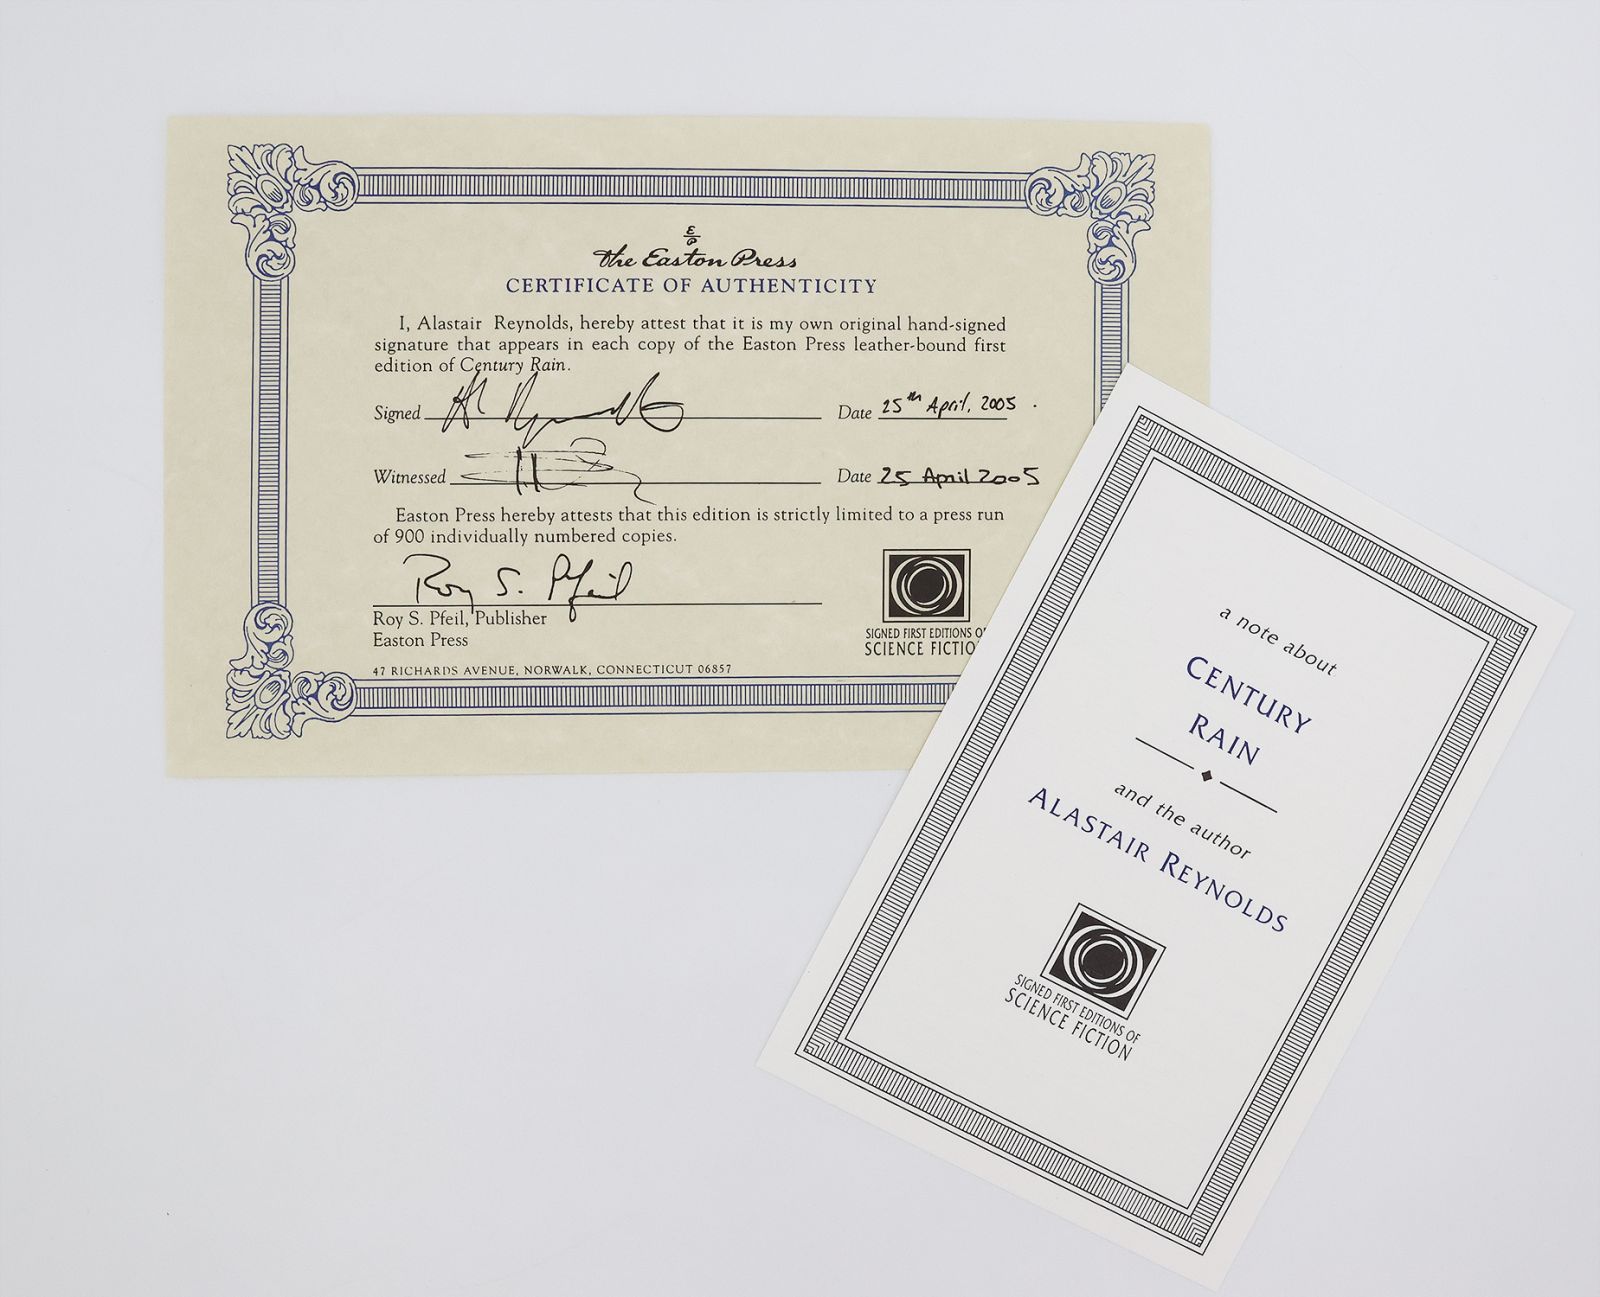 E
P
the Easton Press
CERTIFICATE OF AUTHENTICITY
I, Alastair Reynolds, hereby attest that it is my own original hand-signed
signature that appears in each copy of the Easton Press leather-bound first
edition of Century Rain.
Signed Al Reynolds Date 25th April, 2005.
Witnessed Date 25 April 2005
Easton Press hereby attests that this edition is strictly limited to a press run
of 900 individually numbered copies.
Roy S. Pfeil
Roy S. Pfeil, Publisher
Easton Press
47 RICHARDS AVENUE, NORWALK, CONNECTICUT 06857
SIGNED FIRST EDITIONS O
SCIENCE FICTIO
a note about
CENTURY
RAIN
and the author
ALASTAIR REYNOLDS
SIGNED FIRST EDITIONS OF
SCIENCE FICTION